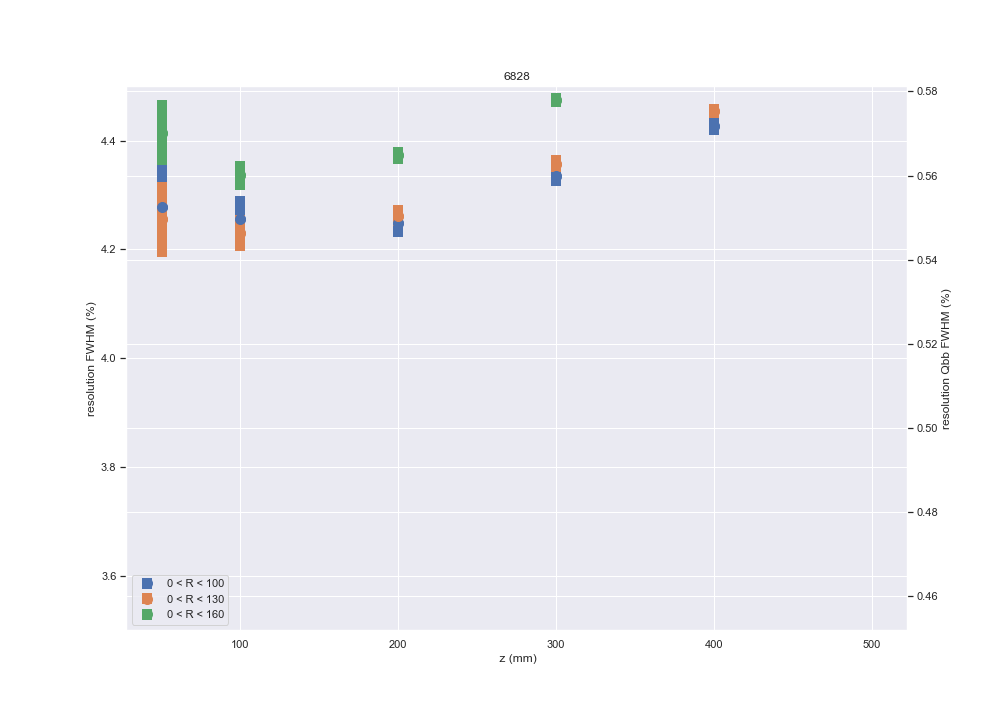 6828
4.4
4.2
4.0
3.8
3.6
resolution FWHM (%)
0.58
0.56
0.54
0.52
0.50
0.48
0.46
resolution Qbb FWHM (%)
0 < R < 100
0 < R < 130
0 < R < 160
100 200 300 400 500
z (mm)